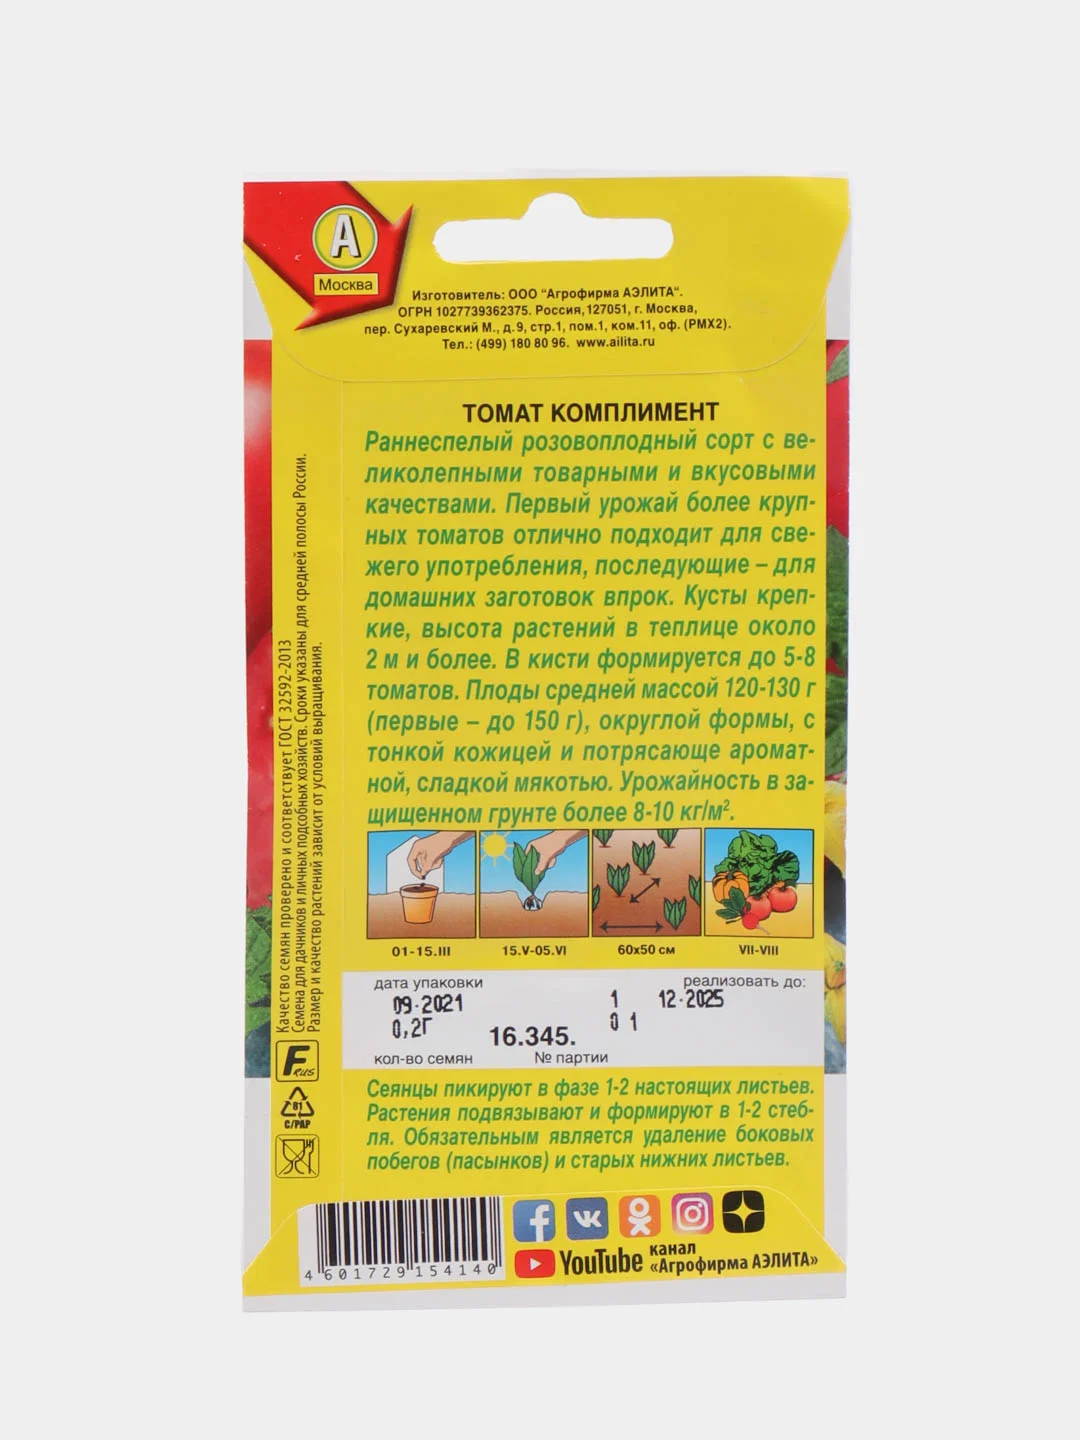 А
Москва
Изготовитель: ООО "Агрофирма АЭЛИТА".
ОГРН 1027739362375. Россия,127051, г. Москва,
пер. Сухаревский М., д.9, стр.1, пом.1, ком.11, оф. (РМХ2).
Тел.: (499) 180 80 96. www.ailita.ru
ТОМАТ КОМПЛИМЕНТ
Раннеспелый розовоплодный сорт с ве-
ликолепными товарными и вкусовыми
качествами. Первый урожай более круп-
ных томатов отлично подходит для све-
жего употребления, последующие – для
домашних заготовок впрок. Кусты креп-
кие, высота растений в теплице около
2 м и более. В кисти формируется до 5-8
томатов. Плоды средней массой 120-130 г
(первые – до 150 г), округлой формы, с
тонкой кожицей и потрясающе аромат-
ной, сладкой мякотью. Урожайность в за-
щищенном грунте более 8-10 кг/м².
01-15.III
15.V-05.VI
60x50 см
VII-VIII
дата упаковки
реализовать до:
09·2021
1
12·2025
0,2Г
16.345.
0 1
кол-во семян
№ партии
Сеянцы пикируют в фазе 1-2 настоящих листьев.
Растения подвязывают и формируют в 1-2 стеб-
ля. Обязательным является удаление боковых
побегов (пасынков) и старых нижних листьев.
Качество семян проверено и соответствует ГОСТ 32592-2013
Семена для дачников и личных подсобных хозяйств. Сроки указаны для средней полосы России.
Размер и качество растений зависит от условий выращивания.
F RUS
81
C/PAP
4 601729 154140
YouTube
канал
«Агрофирма АЭЛИТА»